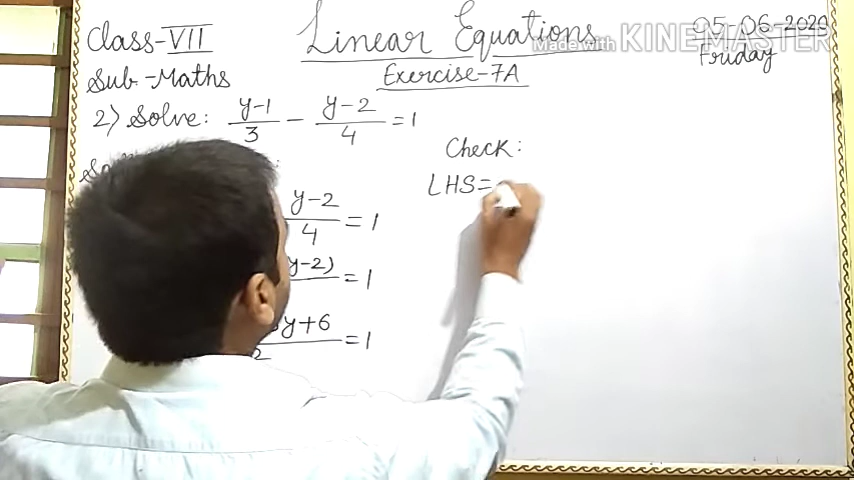 Class-VII
Linear Equations
05-06-2020
Made with KINEMASTER
Sub.-Maths
Exercise-7A
Friday
2) Solve: y-1/3 - y-2/4 = 1
Check:
LHS=
y-2/4 = 1
y-2) = 1
y+6/2 = 1